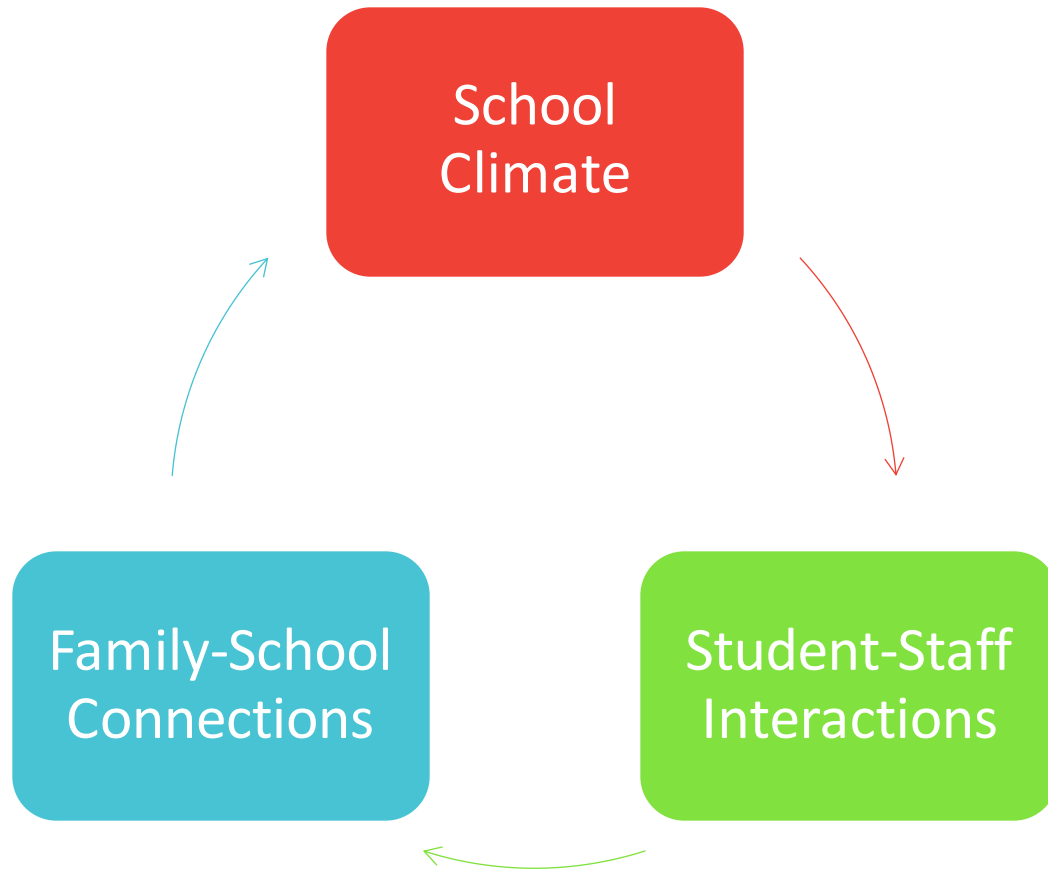 School
Climate
Family-School
Connections
Student-Staff
Interactions